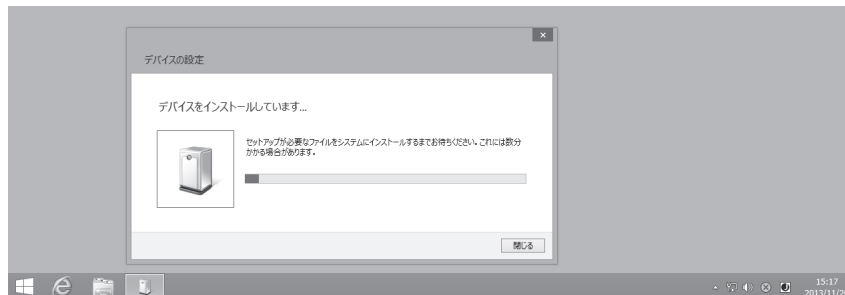 デバイスの設定
デバイスをインストールしています...
セットアップが必要なファイルをシステムにインストールするまでお待ちください。これには数分
かかる場合があります。
閉じる
15:17